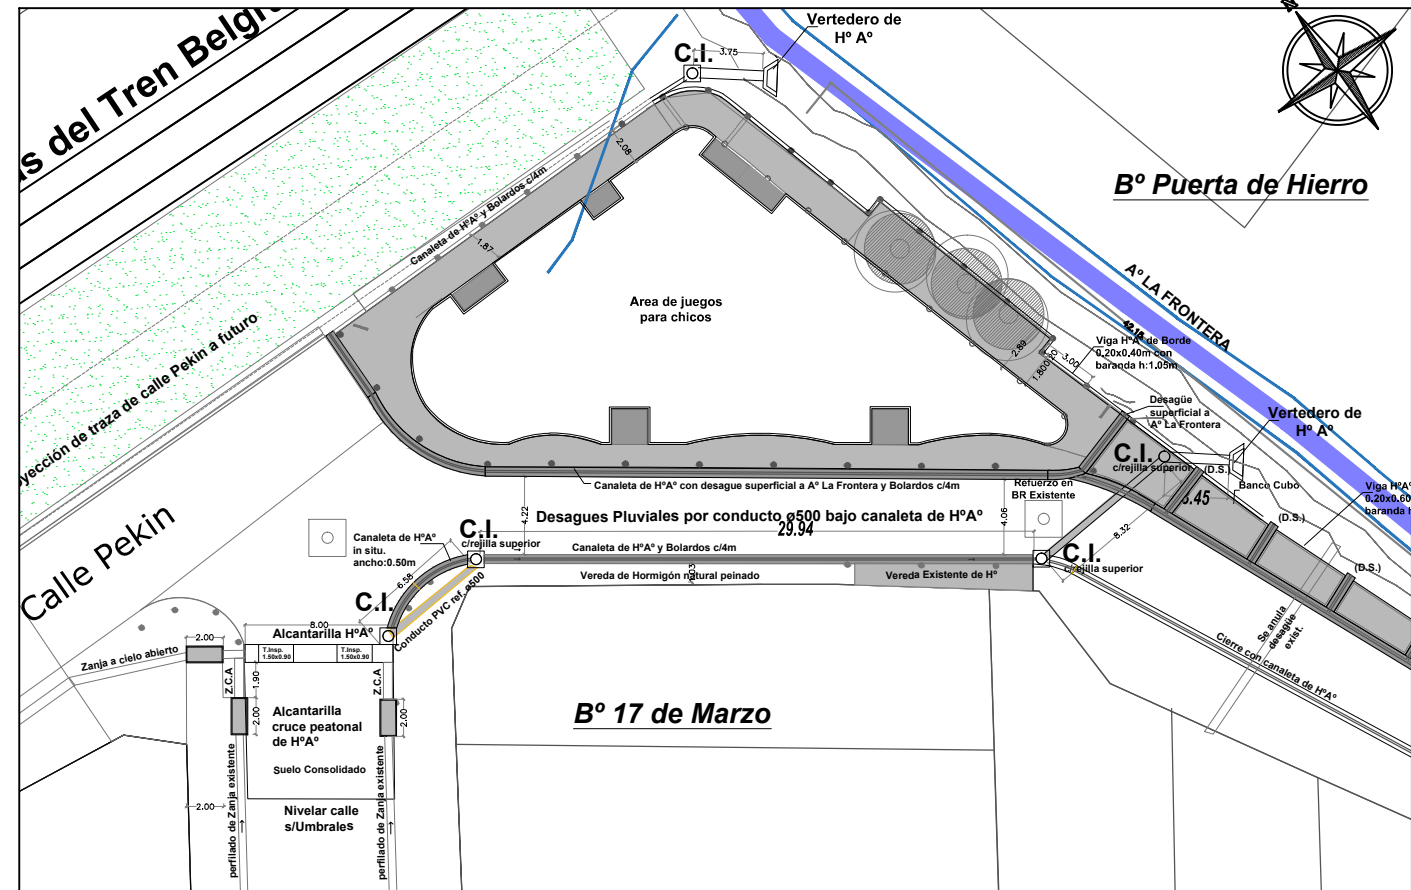 Vertedero de
Hº Aº
C.I.
3.75
s del Tren Belgr
Bº Puerta de Hierro
2.08
Canaleta de HºAº y Bolardos c/4m
1.87
Area de juegos
para chicos
Aº LA FRONTERA
42.15
Viga HºAº de Borde
0,20x0,40m con
baranda h:1.05m
3.00
2.89
1.80
Desagüe
superficial a
Aº La Frontera
Vertedero de
Hº Aº
yección de traza de calle Pekin a futuro
C.I.
c/rejilla superior
(D.S.)
Banco Cubo
Viga HºAº
0.20x0.60
baranda h
(D.S.)
(D.S.)
3.45
Canaleta de HºAº con desague superficial a Aº La Frontera y Bolardos c/4m
Refuerzo en
BR Existente
4.22
4.06
8.32
Desagues Pluviales por conducto ø500 bajo canaleta de HºAº
29.94
Calle Pekin
C.I.
c/rejilla superior
Canaleta de HºAº
in situ.
ancho:0.50m
Canaleta de HºAº y Bolardos c/4m
C.I.
c/rejilla superior
6.58
Vereda de Hormigón natural peinado
Vereda Existente de Hº
C.I.
Conducto PVC ref. ø500
8.00
Alcantarilla HºAº
T.Insp.
1.50x0.90
T.Insp.
1.50x0.90
2.00
Zanja a cielo abierto
Z.C.A
1.90
Z.C.A
2.00
2.00
Alcantarilla
cruce peatonal
de HºAº
Suelo Consolidado
Bº 17 de Marzo
Se anula
desagüe
exist.
Cierre con canaleta de HºAº
2.00
Nivelar calle
s/Umbrales
perfilado de Zanja existente
perfilado de Zanja existente